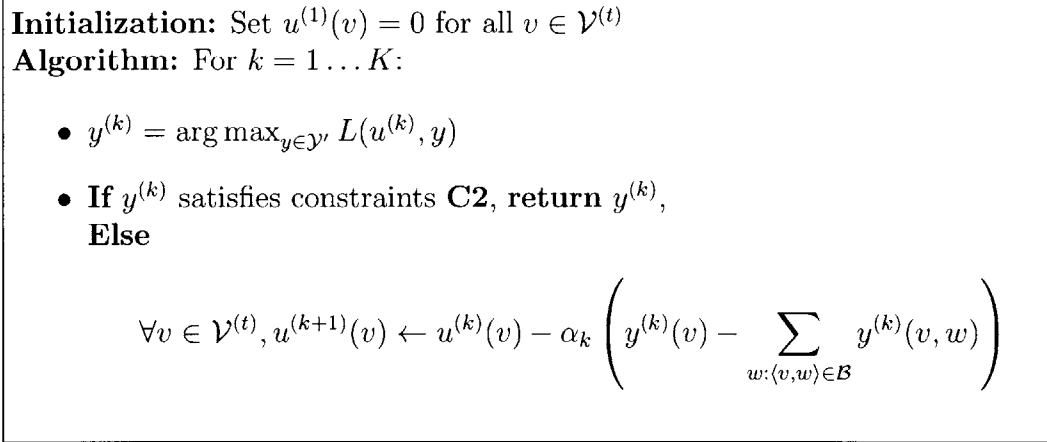 Initialization: Set u^{(1)}(v) = 0 for all v ∈ 𝒱^{(t)}
Algorithm: For k = 1 … K:
• y^{(k)} = arg max_{y∈𝒴′} L(u^{(k)}, y)
• If y^{(k)} satisfies constraints C2, return y^{(k)},
Else
∀v ∈ 𝒱^{(t)}, u^{(k+1)}(v) ← u^{(k)}(v) − α_k ( y^{(k)}(v) − ∑_{w:⟨v,w⟩∈ℬ} y^{(k)}(v, w) )